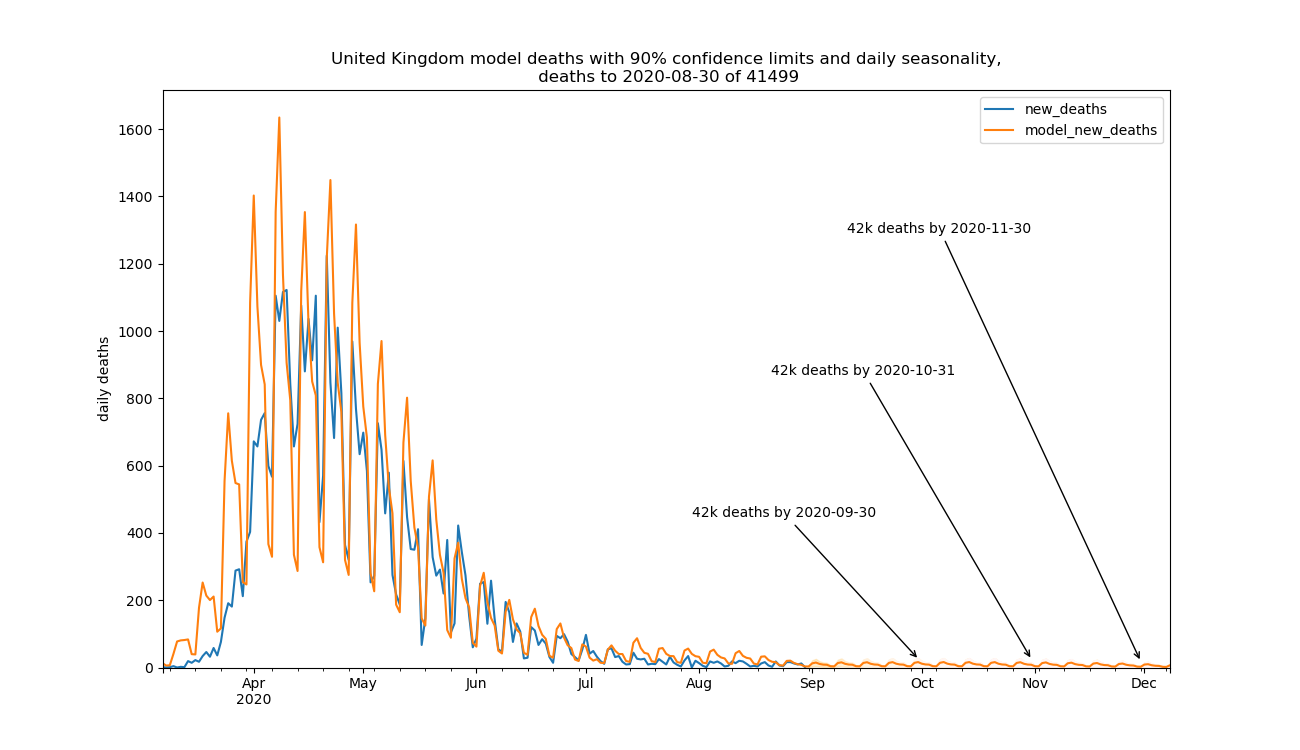 United Kingdom model deaths with 90% confidence limits and daily seasonality,
deaths to 2020-08-30 of 41499
new_deaths
model_new_deaths
daily deaths
1600
1400
1200
1000
800
600
400
200
0
42k deaths by 2020-11-30
42k deaths by 2020-10-31
42k deaths by 2020-09-30
Apr May Jun Jul Aug Sep Oct Nov Dec
2020